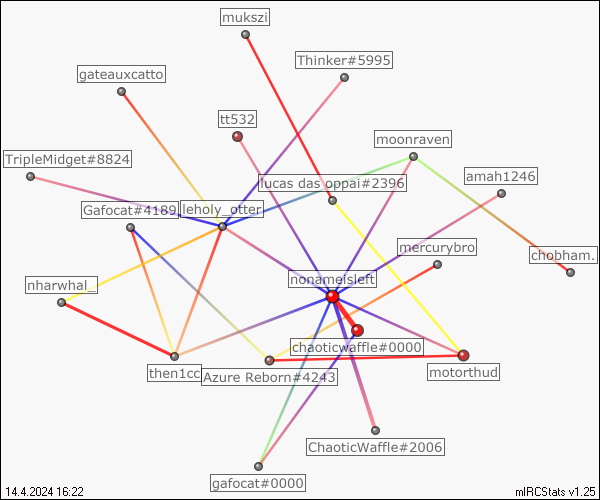 mukszi
Thinker#5995
gateauxcatto
tt532
moonraven
TripleMidget#8824
amah1246
lucas das oppai#2396
Gafocat#4189
leholy_otter
mercurybro
chobham.
nonameisleft
nharwhal_
chaoticwaffle#0000
then1cc
Azure Reborn#4243
motorthud
ChaoticWaffle#2006
gafocat#0000
14.4.2024 16:22
mIRCStats v1.25